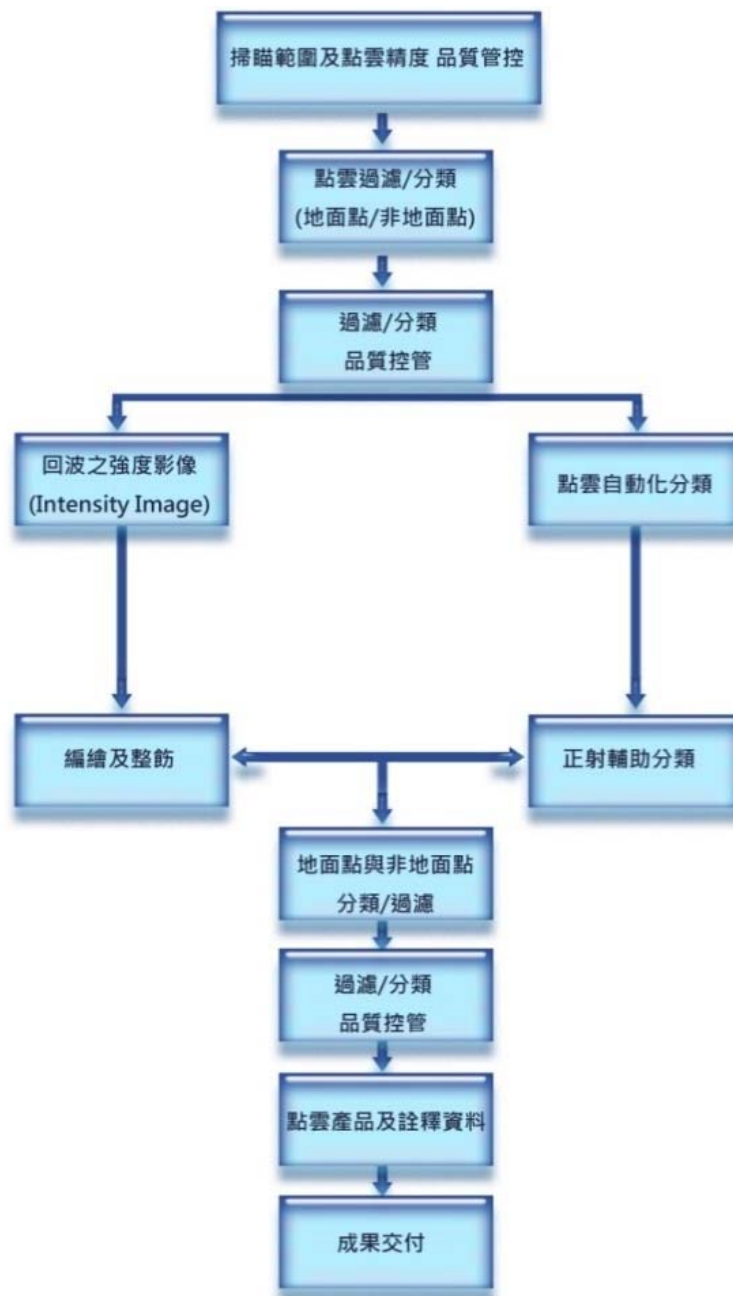 掃瞄範圍及點雲精度 品質管控
點雲過濾/分類
(地面點/非地面點)
過濾/分類
品質控管
回波之強度影像
(Intensity Image)
點雲自動化分類
編繪及整飾
正射輔助分類
地面點與非地面點
分類/過濾
過濾/分類
品質控管
點雲產品及詮釋資料
成果交付